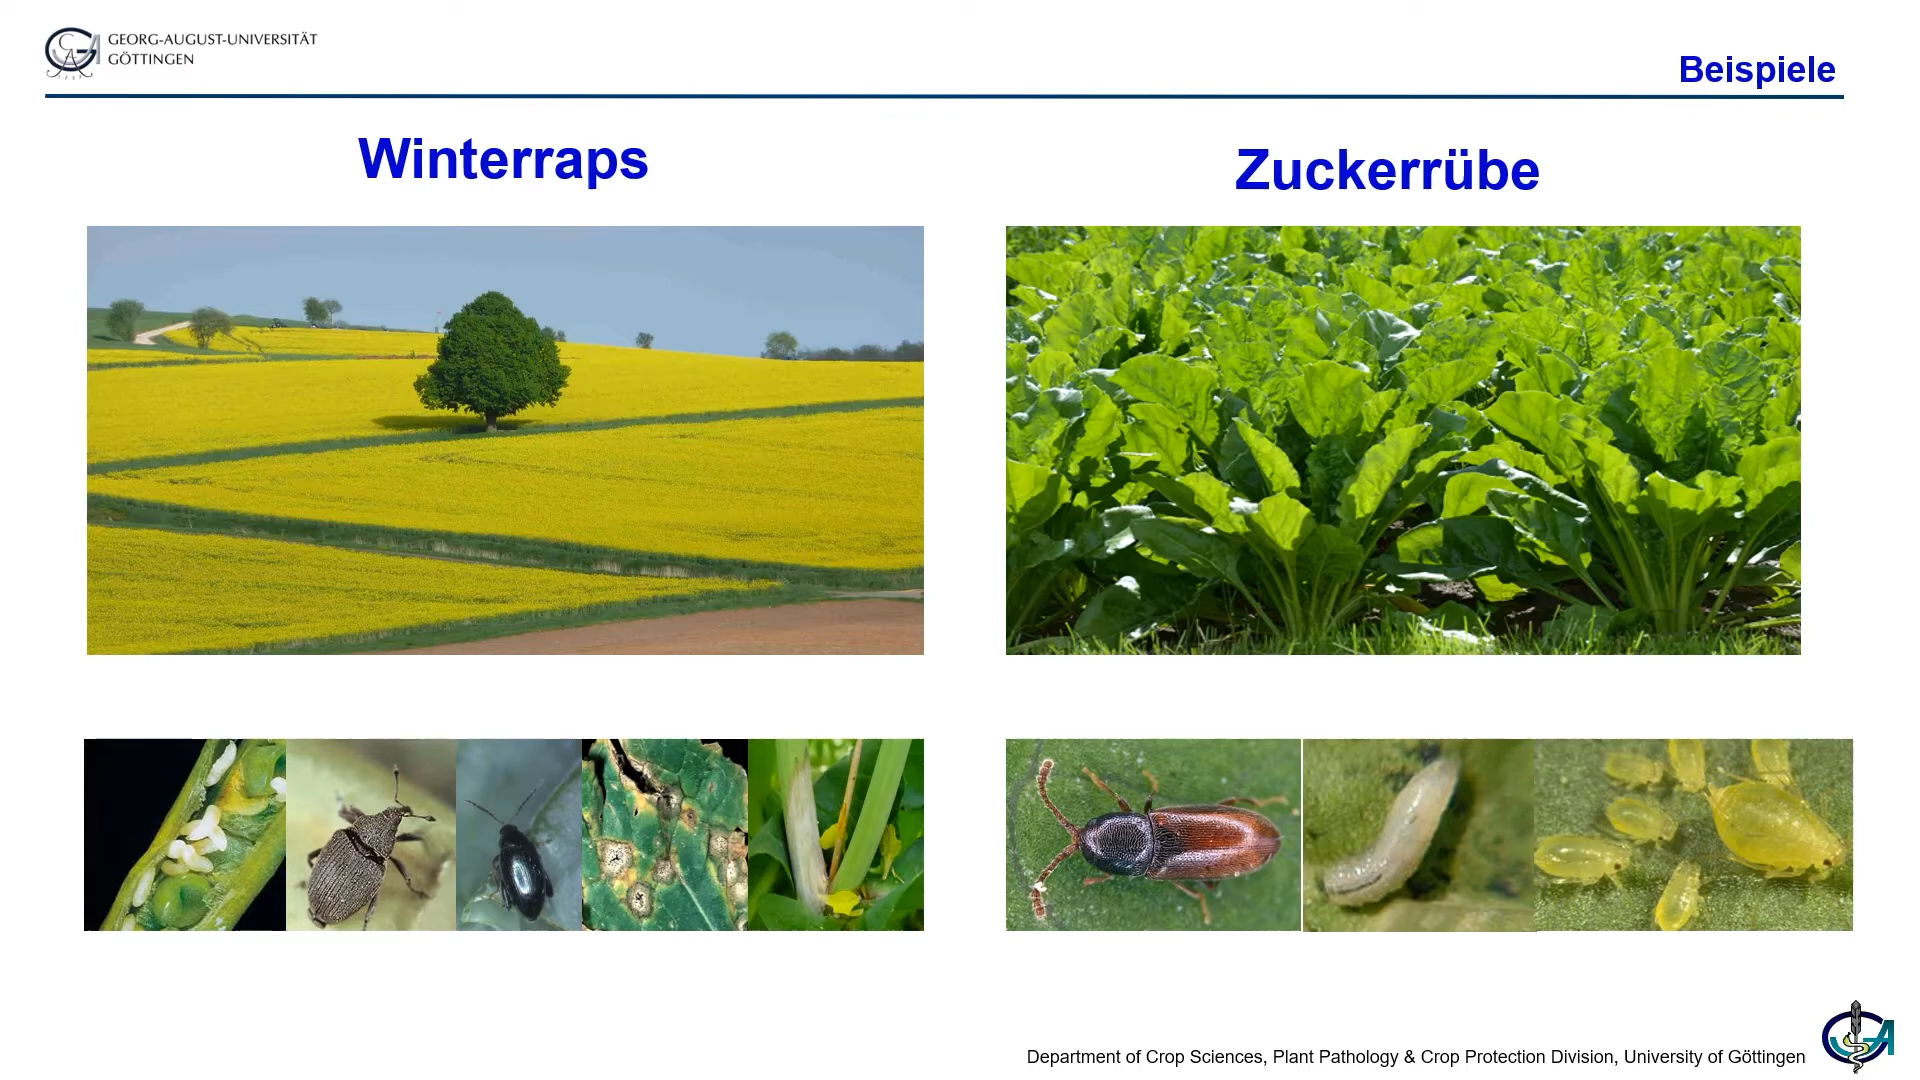 GEORG-AUGUST-UNIVERSITÄT
GÖTTINGEN
Beispiele
Winterraps
Zuckerrübe
Department of Crop Sciences, Plant Pathology & Crop Protection Division, University of Göttingen